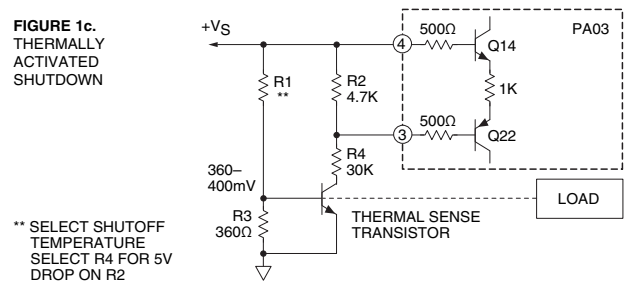 FIGURE 1c.
THERMALLY
ACTIVATED
SHUTDOWN
+VS
4
500Ω
Q14
PA03
R1
**
R2
4.7K
1K
500Ω
3
Q22
R4
30K
360–
400mV
R3
360Ω
THERMAL SENSE
TRANSISTOR
LOAD
** SELECT SHUTOFF
TEMPERATURE
SELECT R4 FOR 5V
DROP ON R2